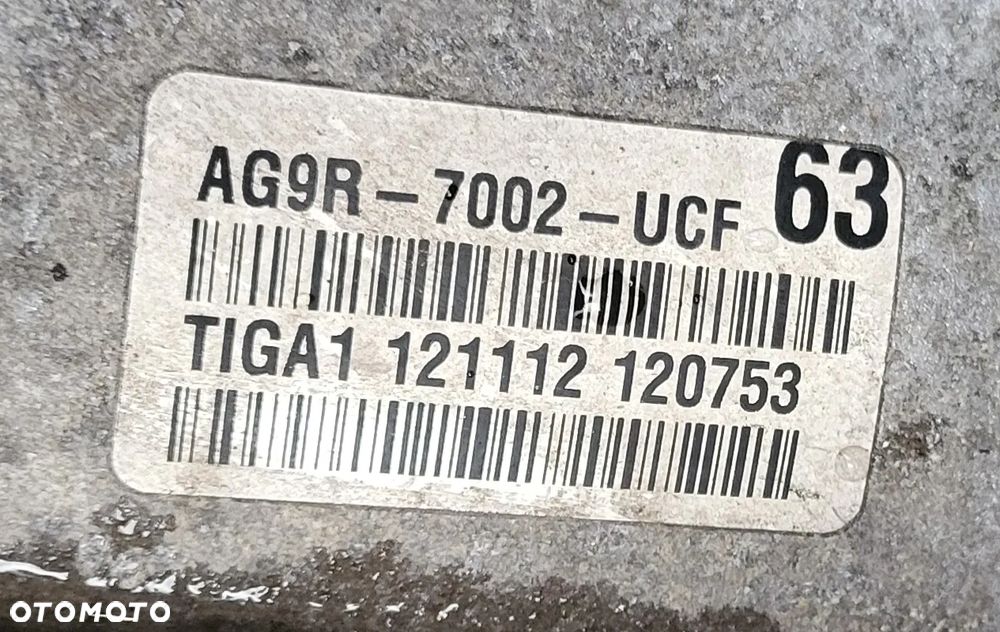 AG9R-7002-UCF 63
TIGA1 121112 120753
OTOMOTO